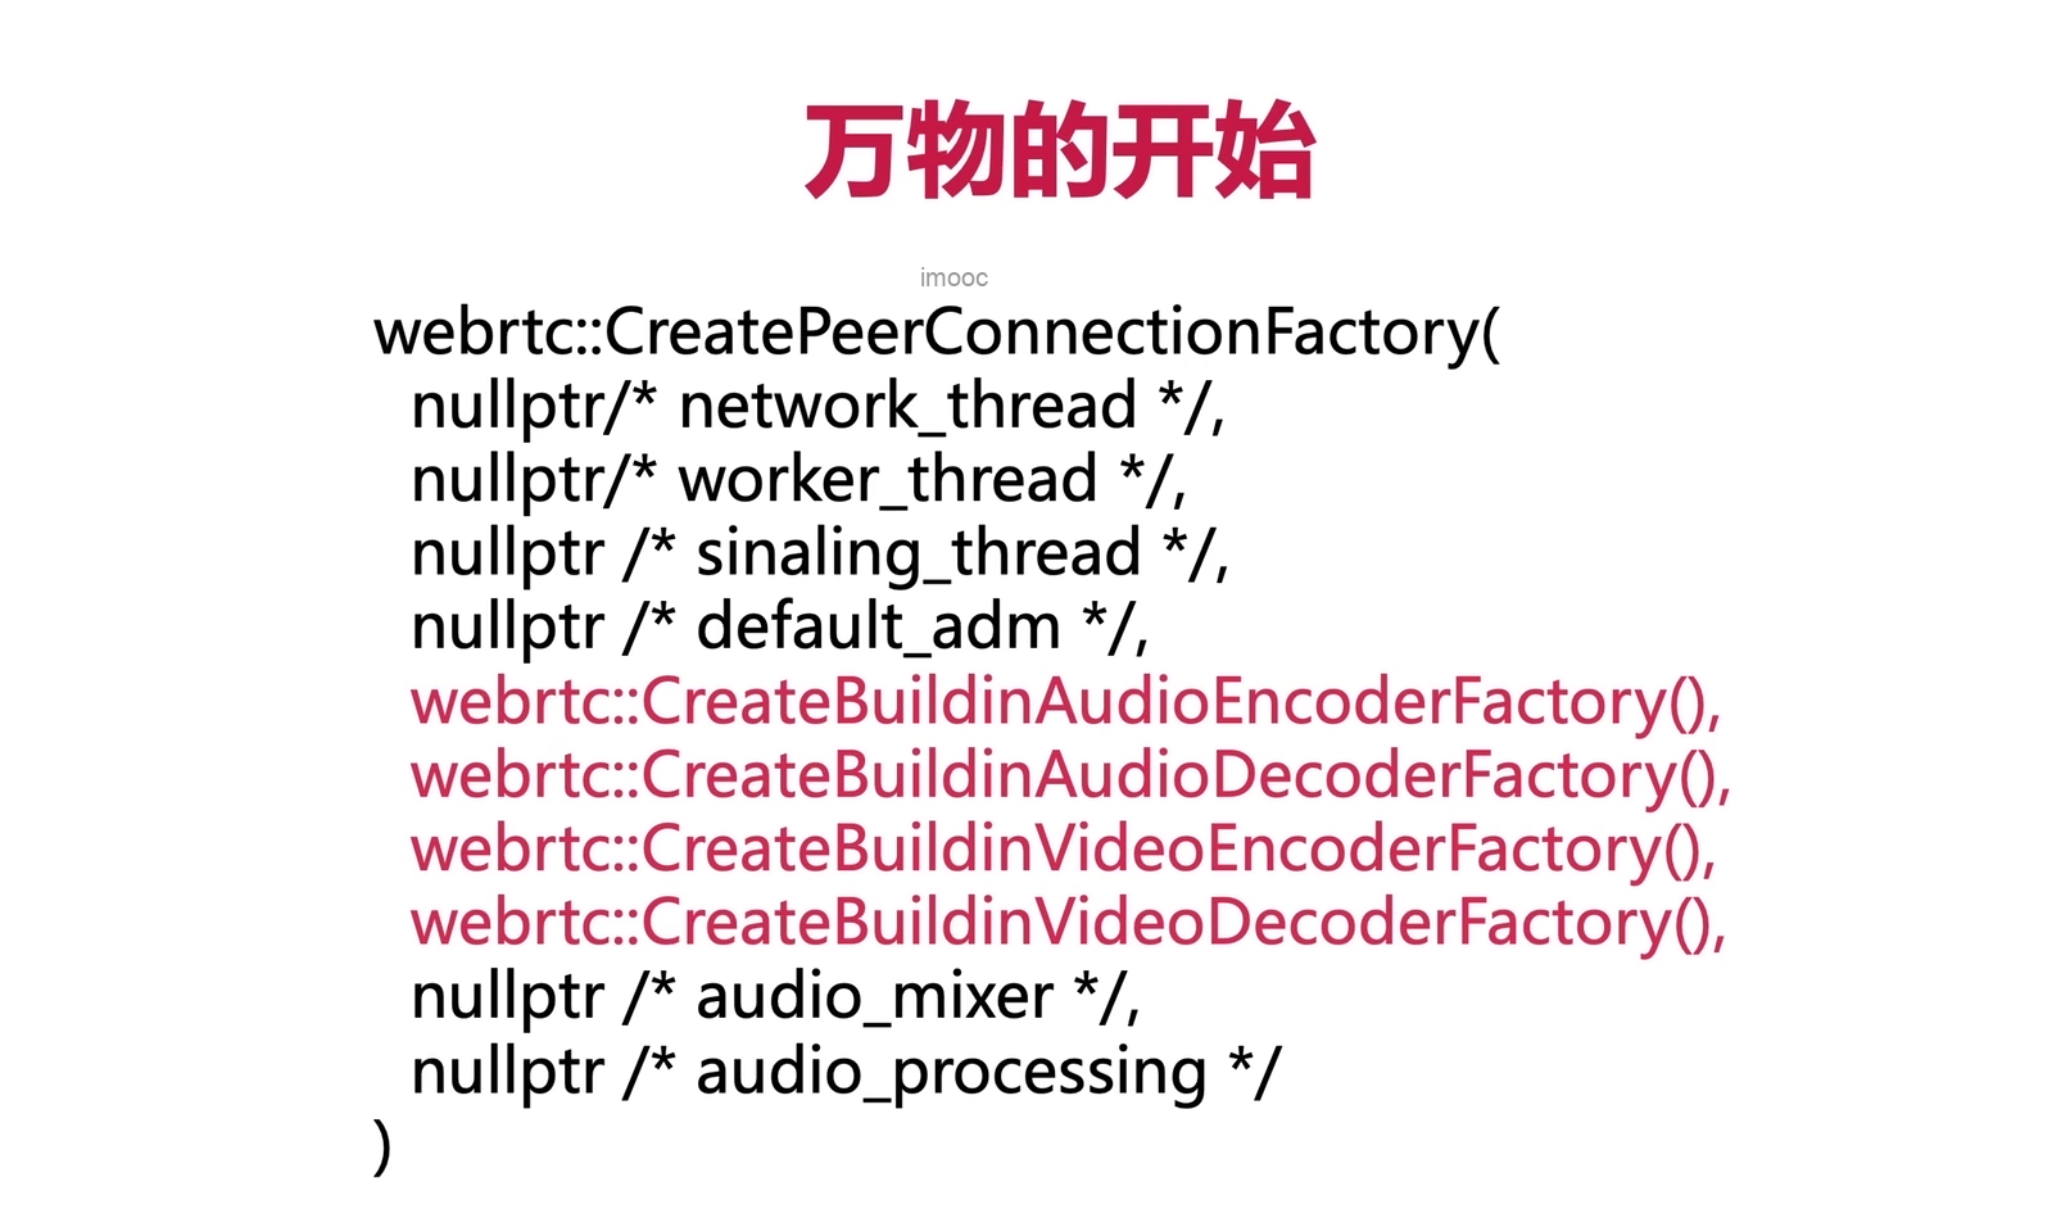 万物的开始
imooc
webrtc::CreatePeerConnectionFactory(
nullptr/* network_thread */,
nullptr/* worker_thread */,
nullptr /* sinaling_thread */,
nullptr /* default_adm */,
webrtc::CreateBuildinAudioEncoderFactory(),
webrtc::CreateBuildinAudioDecoderFactory(),
webrtc::CreateBuildinVideoEncoderFactory(),
webrtc::CreateBuildinVideoDecoderFactory(),
nullptr /* audio_mixer */,
nullptr /* audio_processing */
)